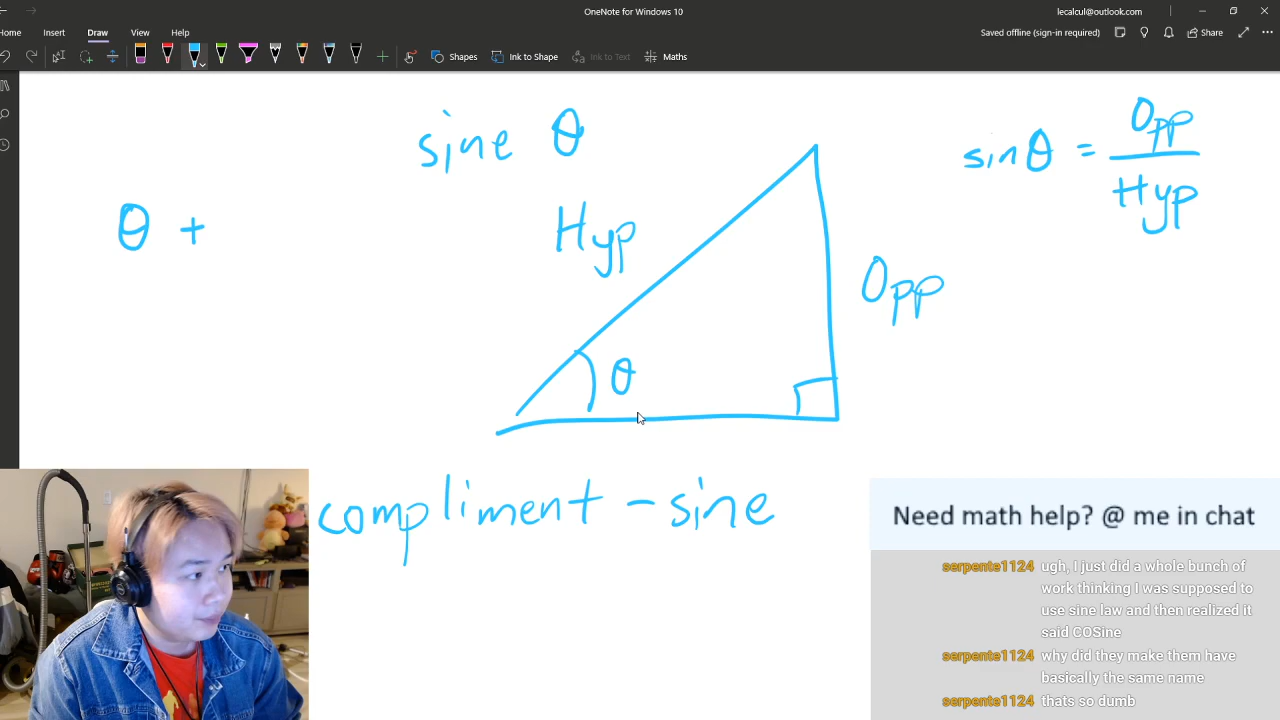 OneNote for Windows 10
lecalcul@outlook.com
Home Insert Draw View Help
Saved offline (sign-in required)
Share
Shapes
Ink to Shape
Ink to Text
Maths
sine θ
sinθ = Opp
Hyp
θ +
Hyp
Opp
θ
compliment - sine
Need math help? @ me in chat
serpente1124 ugh, I just did a whole bunch of
work thinking I was supposed to
use sine law and then realized it
said COSine
serpente1124 why did they make them have
basically the same name
serpente1124 thats so dumb